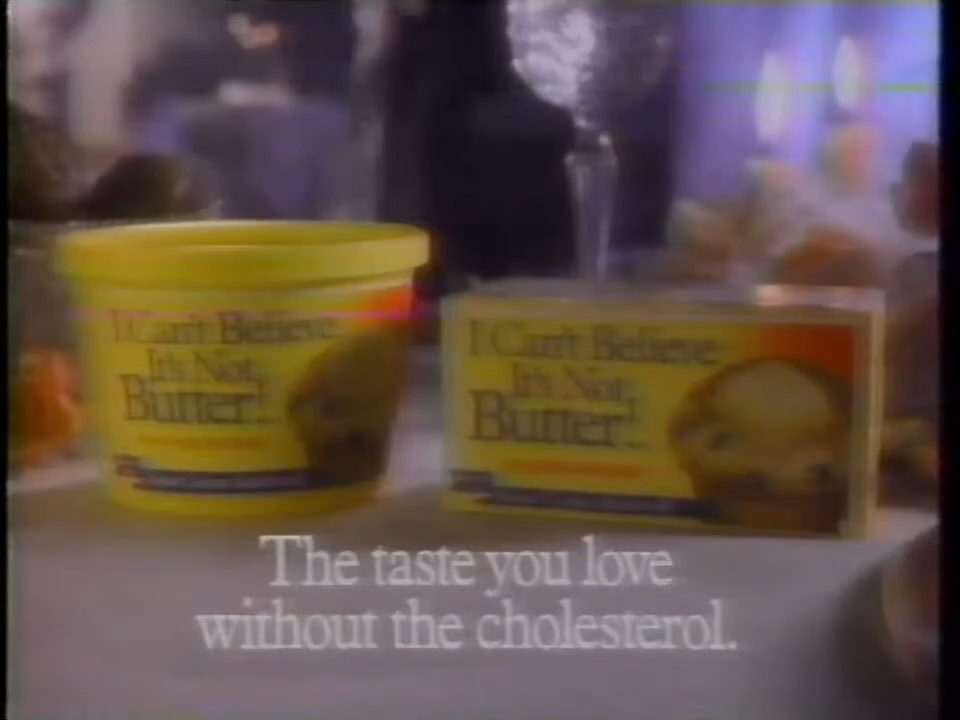 I Can't Believe
It's Not
Butter!
I Can't Believe
It's Not
Butter!
The taste you love
without the cholesterol.